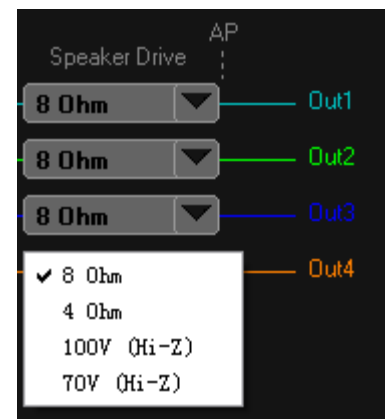 AP
Speaker Drive
8 Ohm Out1
8 Ohm Out2
8 Ohm Out3
Out4
✔ 8 Ohm
4 Ohm
100V (Hi-Z)
70V (Hi-Z)